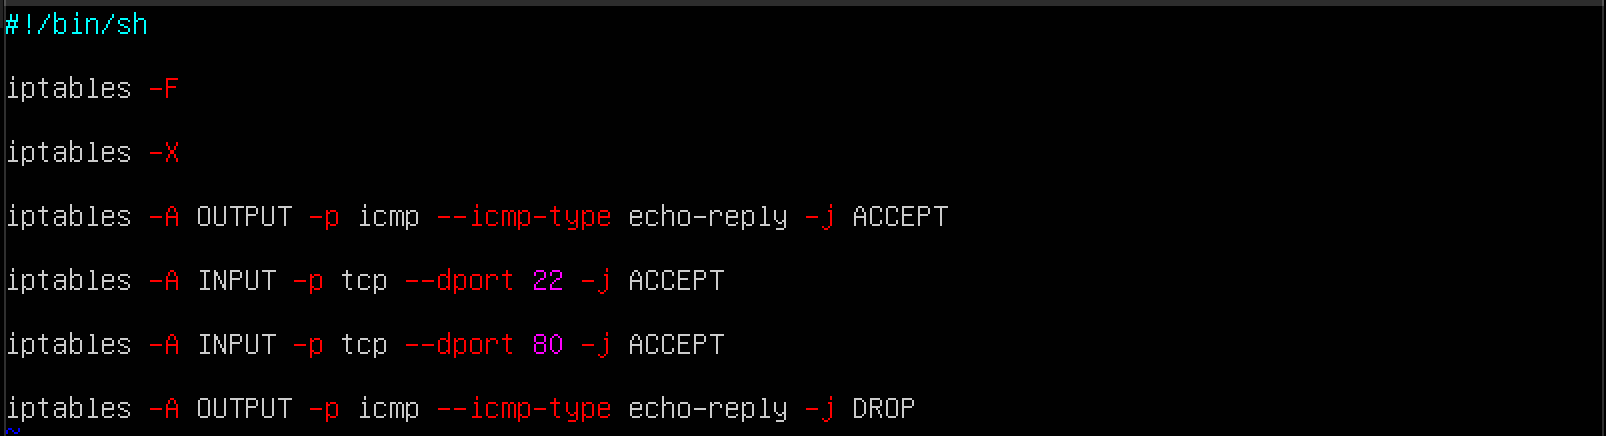 #!/bin/sh
iptables -F
iptables -X
iptables -A OUTPUT -p icmp --icmp-type echo-reply -j ACCEPT
iptables -A INPUT -p tcp --dport 22 -j ACCEPT
iptables -A INPUT -p tcp --dport 80 -j ACCEPT
iptables -A OUTPUT -p icmp --icmp-type echo-reply -j DROP
~